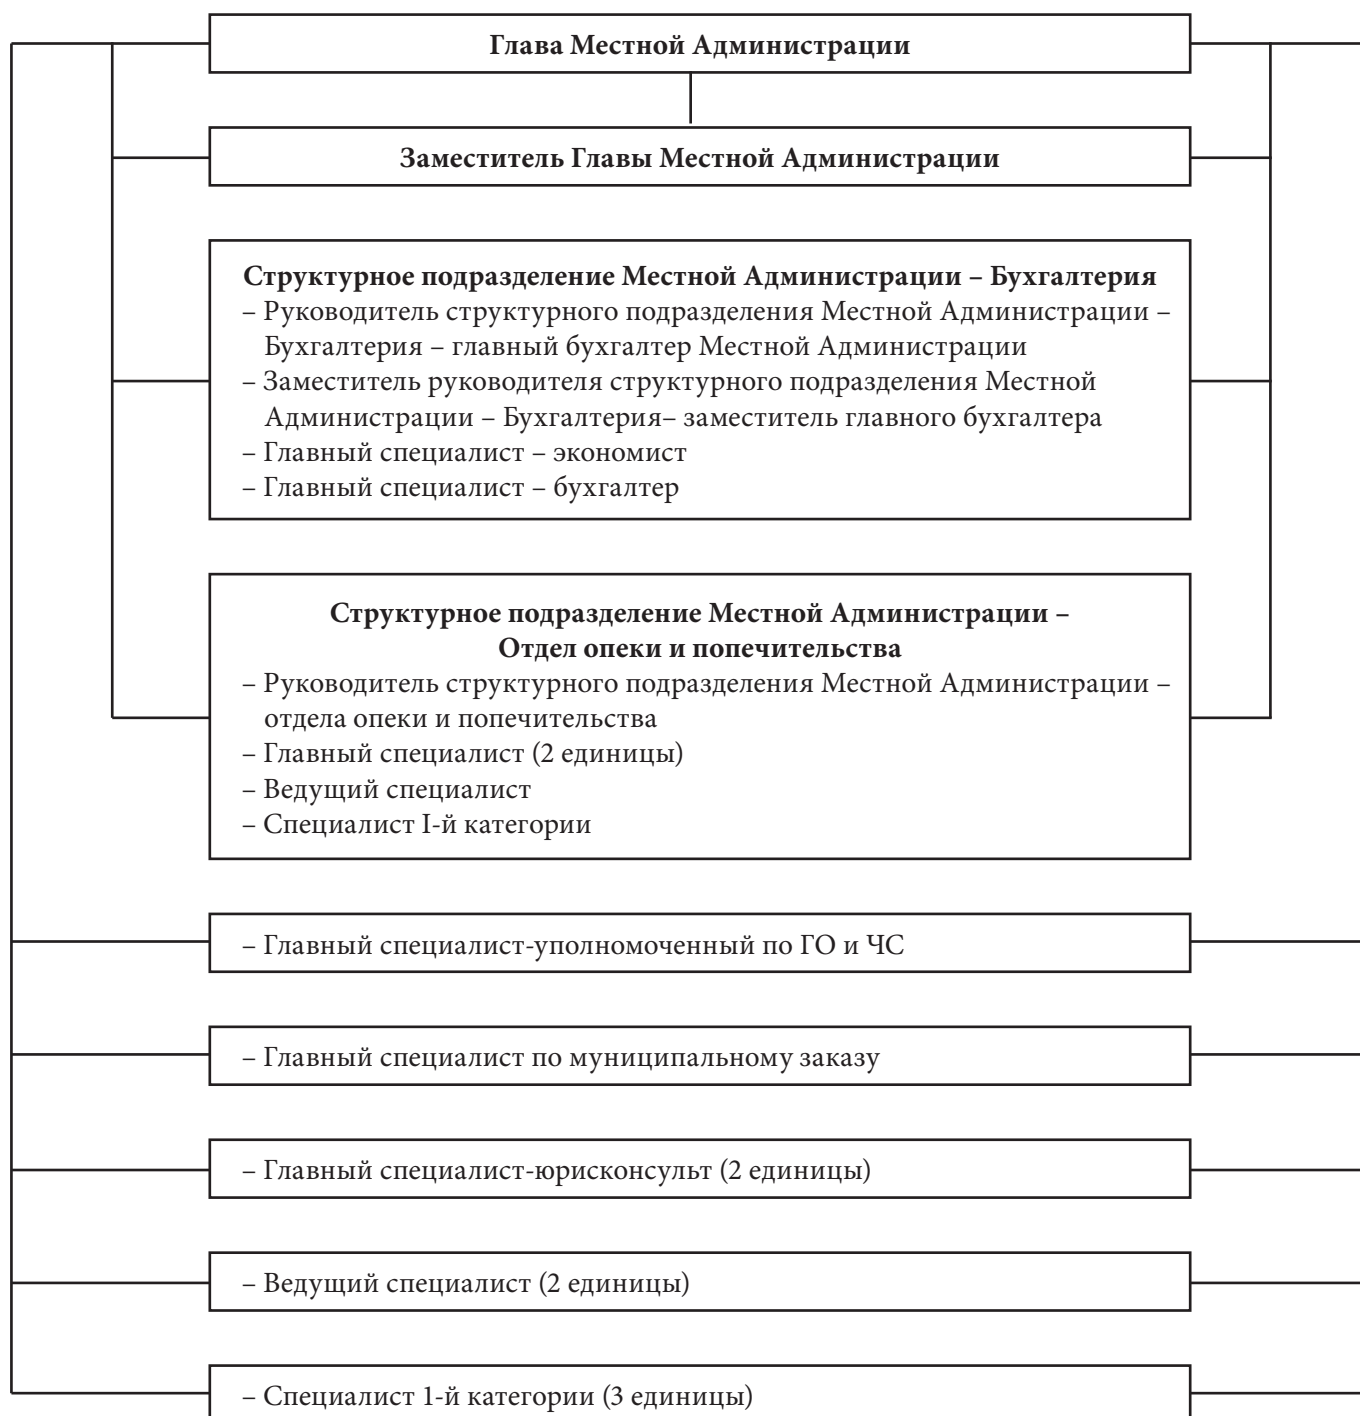 Глава Местной Администрации
Заместитель Главы Местной Администрации
Структурное подразделение Местной Администрации – Бухгалтерия
– Руководитель структурного подразделения Местной Администрации –
Бухгалтерия – главный бухгалтер Местной Администрации
– Заместитель руководителя структурного подразделения Местной
Администрации – Бухгалтерия– заместитель главного бухгалтера
– Главный специалист – экономист
– Главный специалист – бухгалтер
Структурное подразделение Местной Администрации –
Отдел опеки и попечительства
– Руководитель структурного подразделения Местной Администрации –
отдела опеки и попечительства
– Главный специалист (2 единицы)
– Ведущий специалист
– Специалист I-й категории
– Главный специалист-уполномоченный по ГО и ЧС
– Главный специалист по муниципальному заказу
– Главный специалист-юрисконсульт (2 единицы)
– Ведущий специалист (2 единицы)
– Специалист 1-й категории (3 единицы)